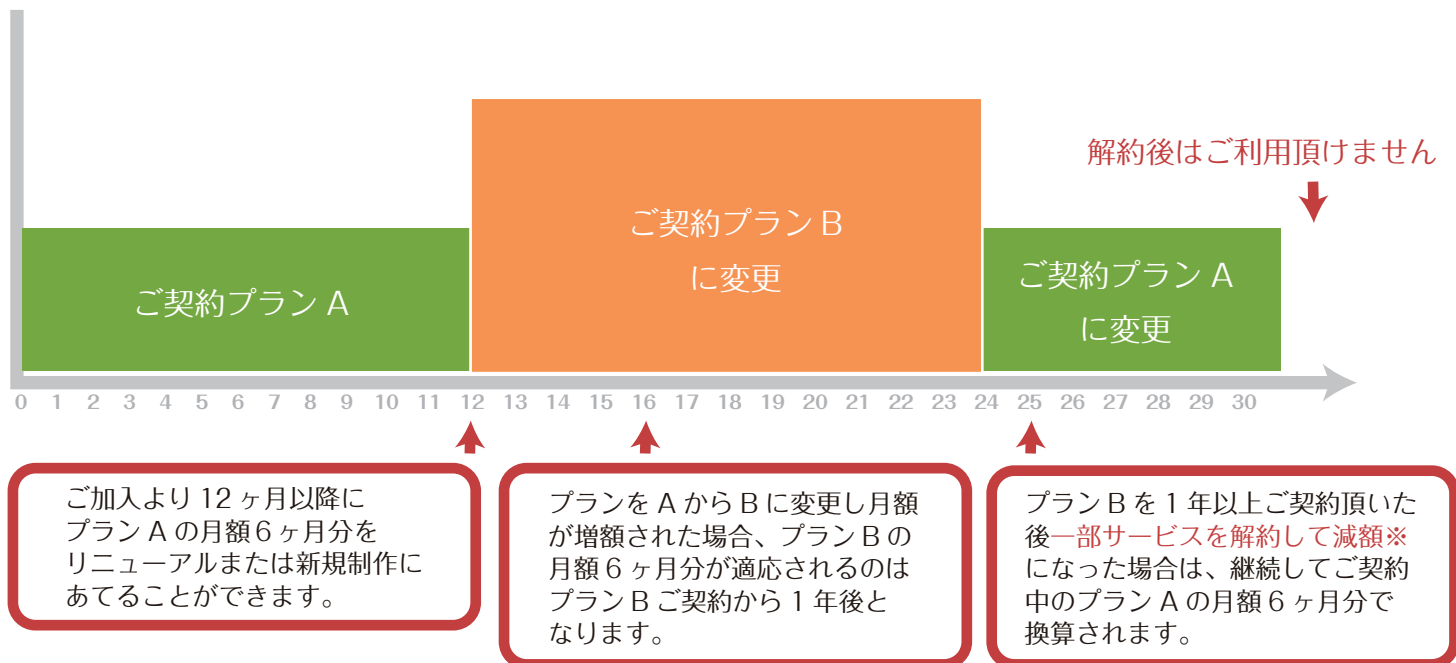 解約後はご利用頂けません
ご契約プラン B
に変更
ご契約プラン A
ご契約プラン A
に変更
0 1 2 3 4 5 6 7 8 9 10 11 12 13 14 15 16 17 18 19 20 21 22 23 24 25 26 27 28 29 30
ご加入より 12 ヶ月以降に
プラン A の月額 6 ヶ月分を
リニューアルまたは新規制作に
あてることができます。
プランを A から B に変更し月額
が増額された場合、プラン B の
月額 6 ヶ月分が適応されるのは
プラン B ご契約から 1 年後と
なります。
プラン B を 1 年以上ご契約頂いた
後一部サービスを解約して減額※
になった場合は、継続してご契約
中のプラン A の月額 6 ヶ月分で
換算されます。